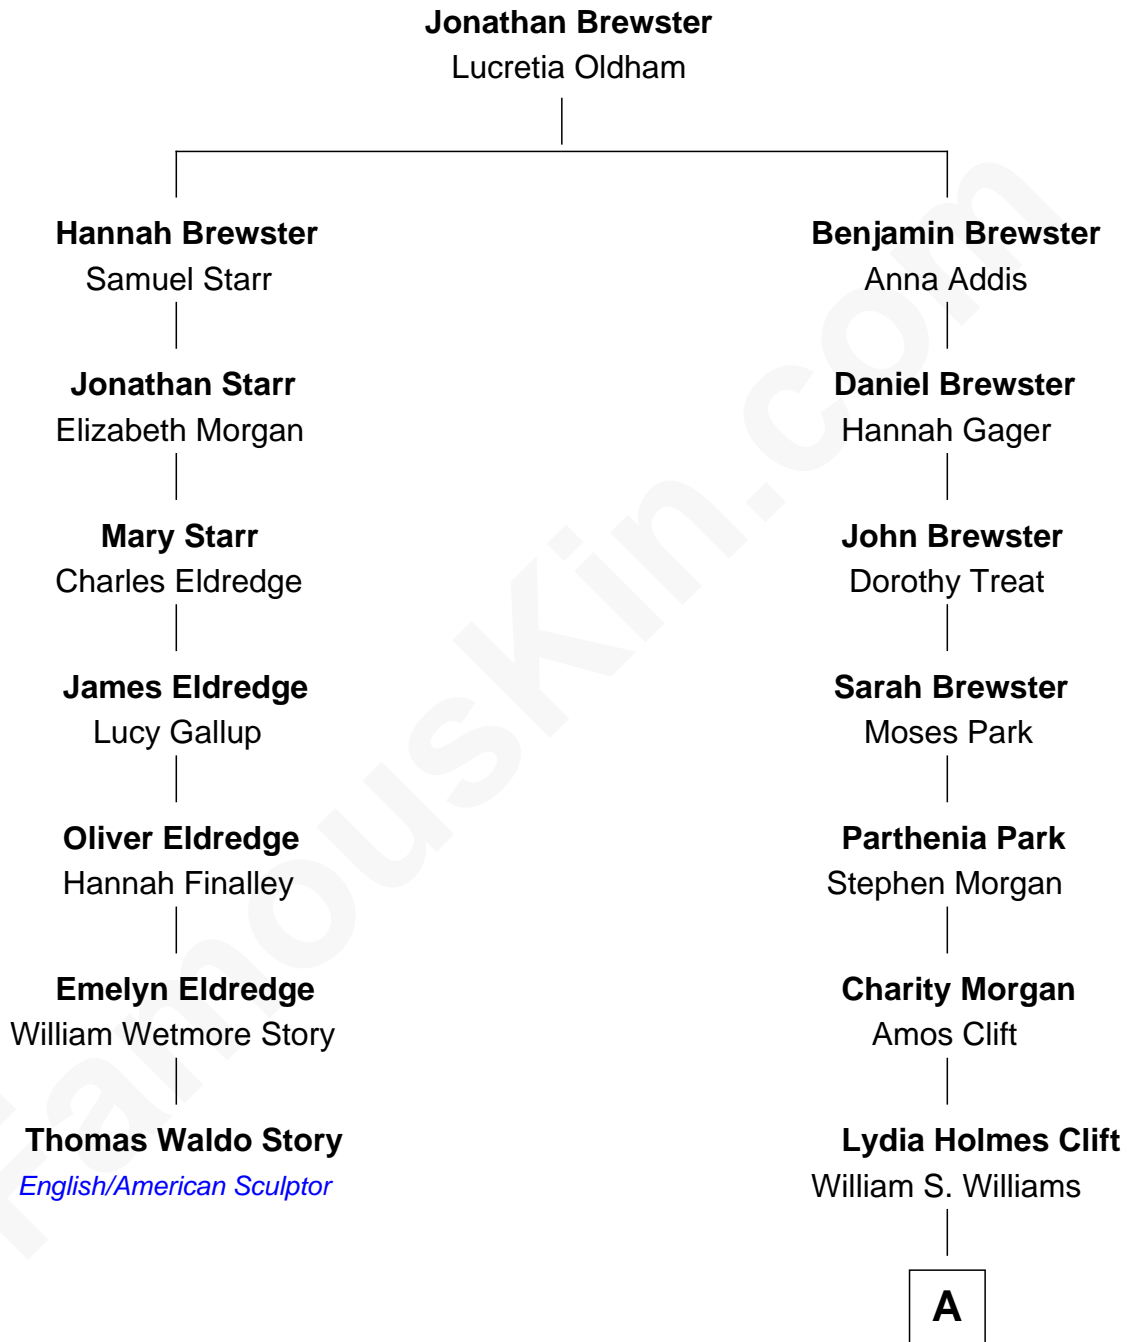 Jonathan Brewster
Lucretia Oldham
Hannah Brewster
Samuel Starr
Benjamin Brewster
Anna Addis
Jonathan Starr
Elizabeth Morgan
Daniel Brewster
Hannah Gager
Mary Starr
Charles Eldredge
John Brewster
Dorothy Treat
James Eldredge
Lucy Gallup
Sarah Brewster
Moses Park
Oliver Eldredge
Hannah Finalley
Parthenia Park
Stephen Morgan
Emelyn Eldredge
William Wetmore Story
Charity Morgan
Amos Clift
Thomas Waldo Story
English/American Sculptor
Lydia Holmes Clift
William S. Williams
A
FamousKin.com